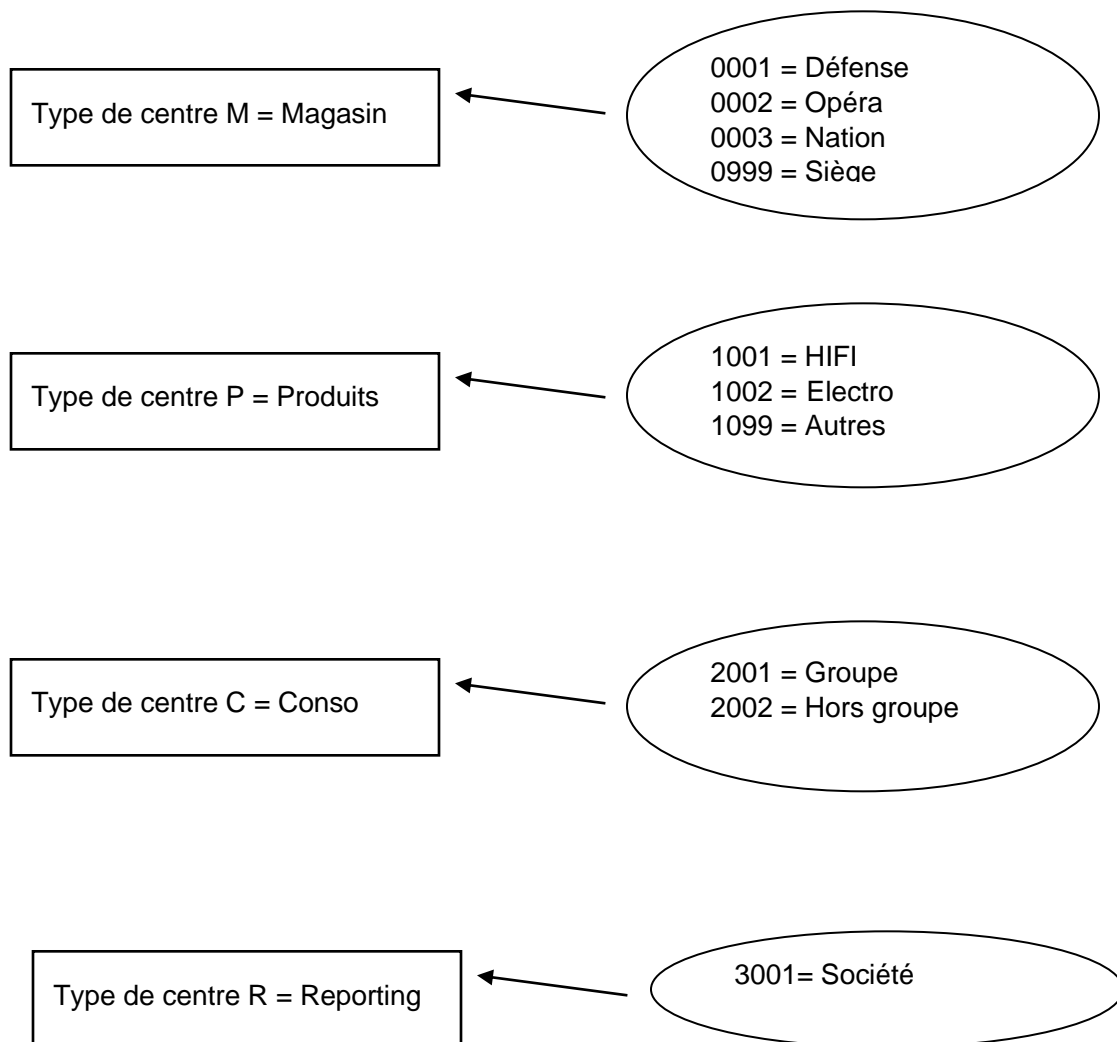 Type de centre M = Magasin
0001 = Défense
0002 = Opéra
0003 = Nation
0999 = Siège
Type de centre P = Produits
1001 = HIFI
1002 = Electro
1099 = Autres
Type de centre C = Conso
2001 = Groupe
2002 = Hors groupe
Type de centre R = Reporting
3001= Société